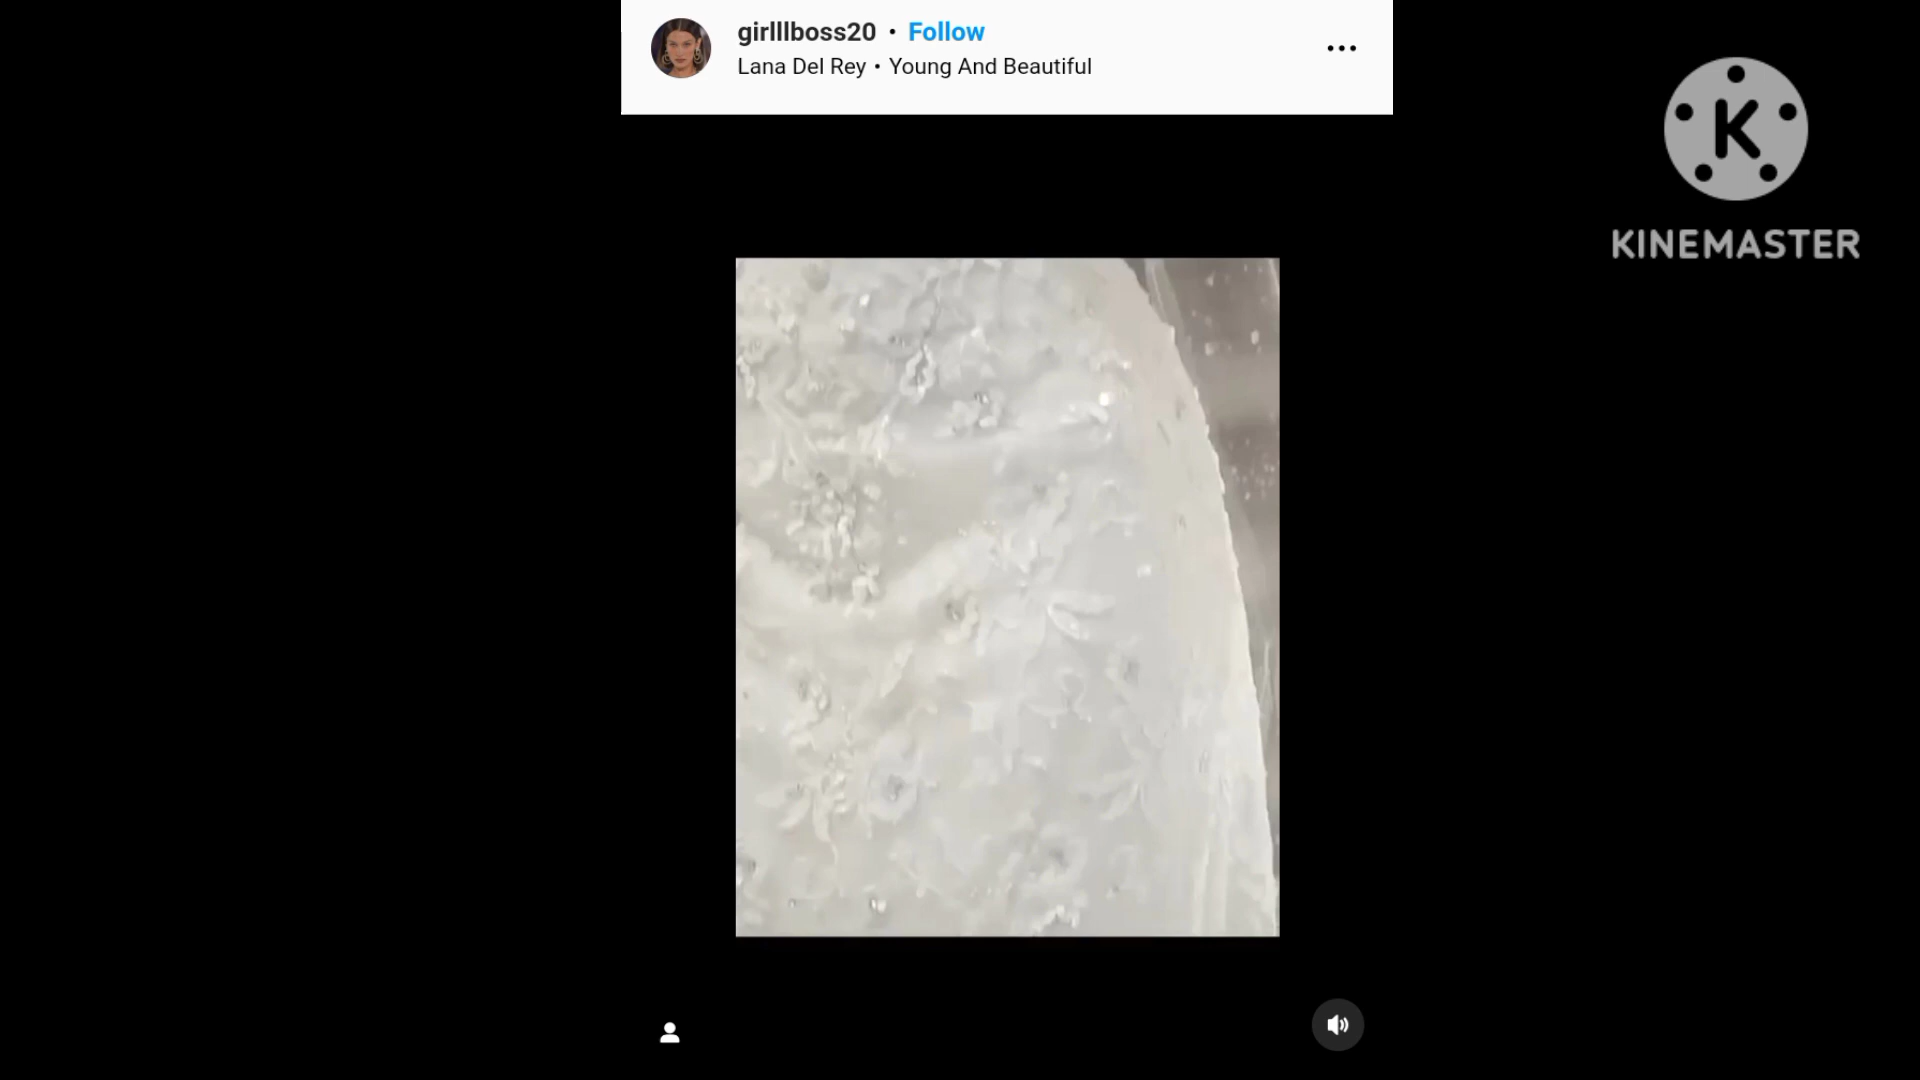 girlllboss20 • Follow
Lana Del Rey • Young And Beautiful
K
KINEMASTER